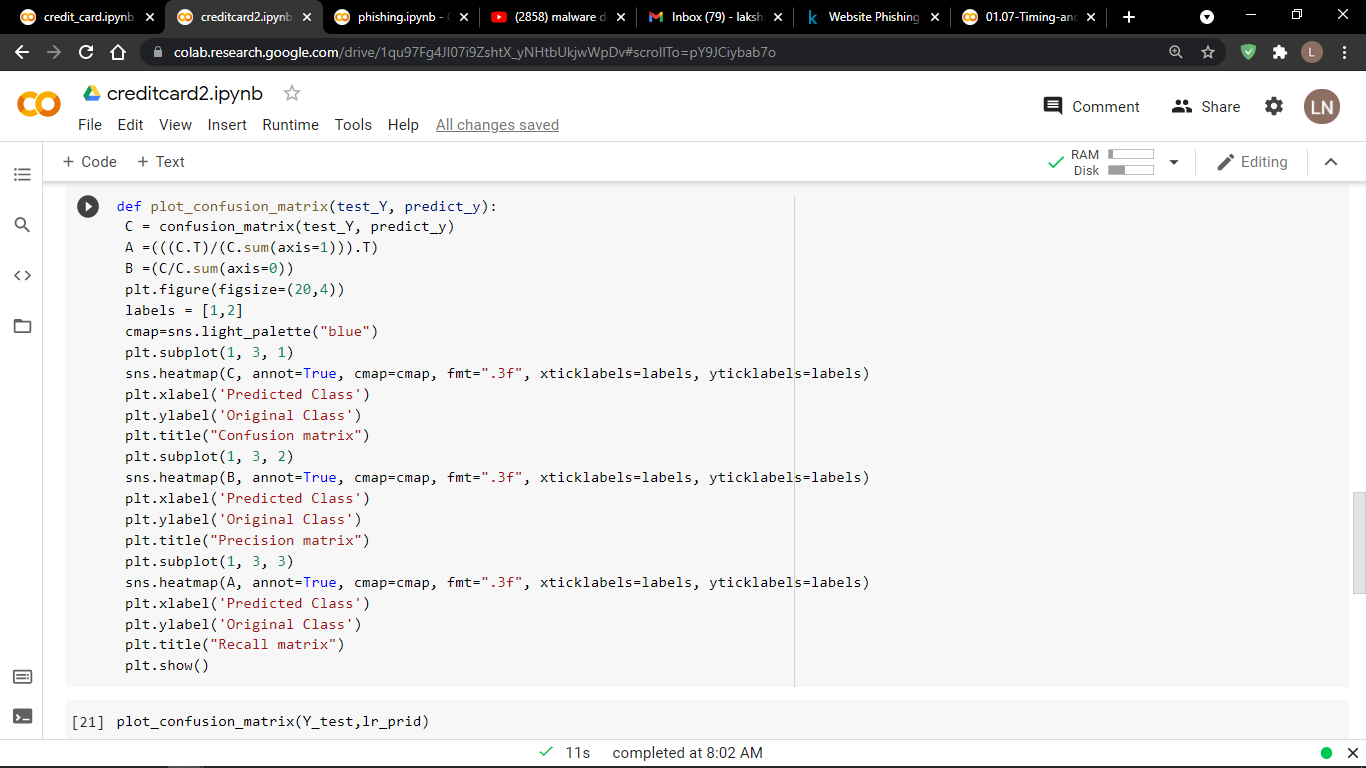 credit_card.ipynb
creditcard2.ipynb
phishing.ipynb -
(2858) malware d
Inbox (79) - laksh
Website Phishing
01.07-Timing-and
colab.research.google.com/drive/1qu97Fg4Jl07i9ZshtX_yNHtbUkjwWpDv#scrollTo=pY9JCiybab7o
L
creditcard2.ipynb
Comment
Share
LN
File Edit View Insert Runtime Tools Help All changes saved
+ Code + Text
RAM
Disk
Editing
def plot_confusion_matrix(test_Y, predict_y):
C = confusion_matrix(test_Y, predict_y)
A =(((C.T)/(C.sum(axis=1))).T)
B =(C/C.sum(axis=0))
plt.figure(figsize=(20,4))
labels = [1,2]
cmap=sns.light_palette("blue")
plt.subplot(1, 3, 1)
sns.heatmap(C, annot=True, cmap=cmap, fmt=".3f", xticklabels=labels, yticklabels=labels)
plt.xlabel('Predicted Class')
plt.ylabel('Original Class')
plt.title("Confusion matrix")
plt.subplot(1, 3, 2)
sns.heatmap(B, annot=True, cmap=cmap, fmt=".3f", xticklabels=labels, yticklabels=labels)
plt.xlabel('Predicted Class')
plt.ylabel('Original Class')
plt.title("Precision matrix")
plt.subplot(1, 3, 3)
sns.heatmap(A, annot=True, cmap=cmap, fmt=".3f", xticklabels=labels, yticklabels=labels)
plt.xlabel('Predicted Class')
plt.ylabel('Original Class')
plt.title("Recall matrix")
plt.show()
[21] plot_confusion_matrix(Y_test,lr_prid)
11s completed at 8:02 AM